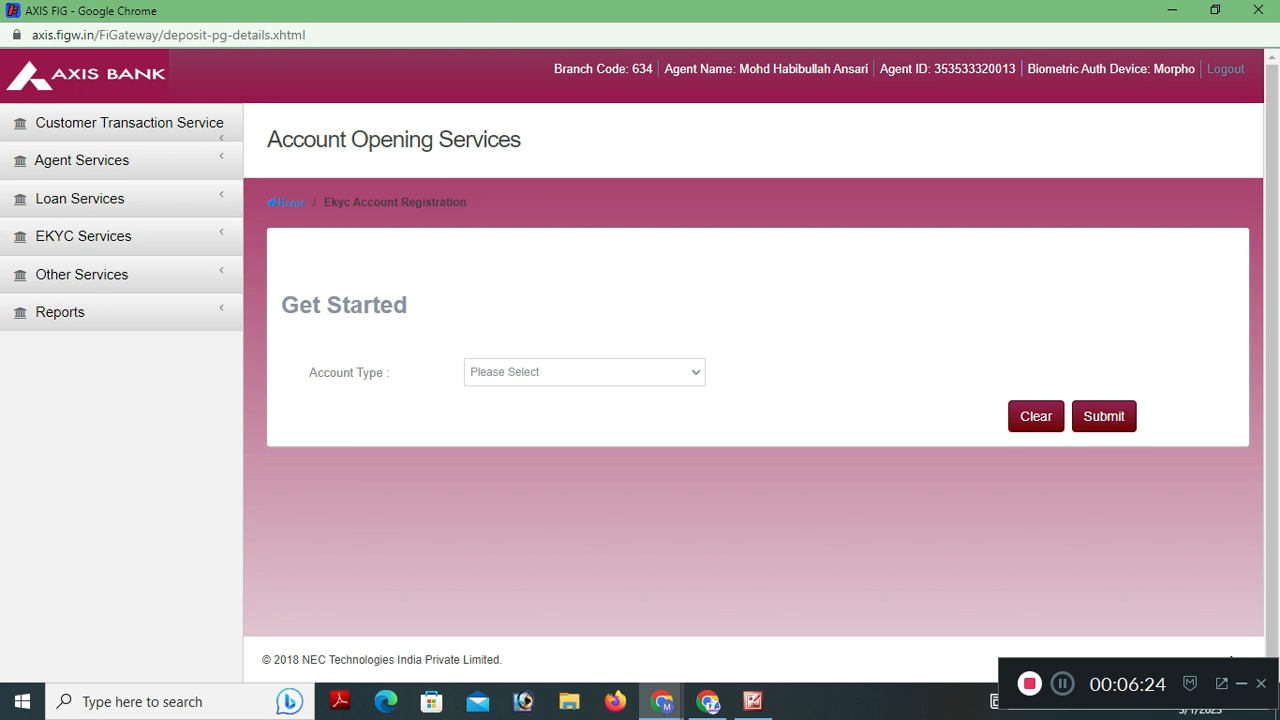 AXIS FIG - Google Chrome
axis.figw.in/FiGateway/deposit-pg-details.xhtml
AXIS BANK
Branch Code: 634 Agent Name: Mohd Habibullah Ansari Agent ID: 353533320013 Biometric Auth Device: Morpho Logout
Customer Transaction Service
Agent Services
Loan Services
EKYC Services
Other Services
Reports
Account Opening Services
Home / Ekyc Account Registration
Get Started
Account Type :
Please Select
Clear
Submit
© 2018 NEC Technologies India Private Limited.
00:06:24
Type here to search